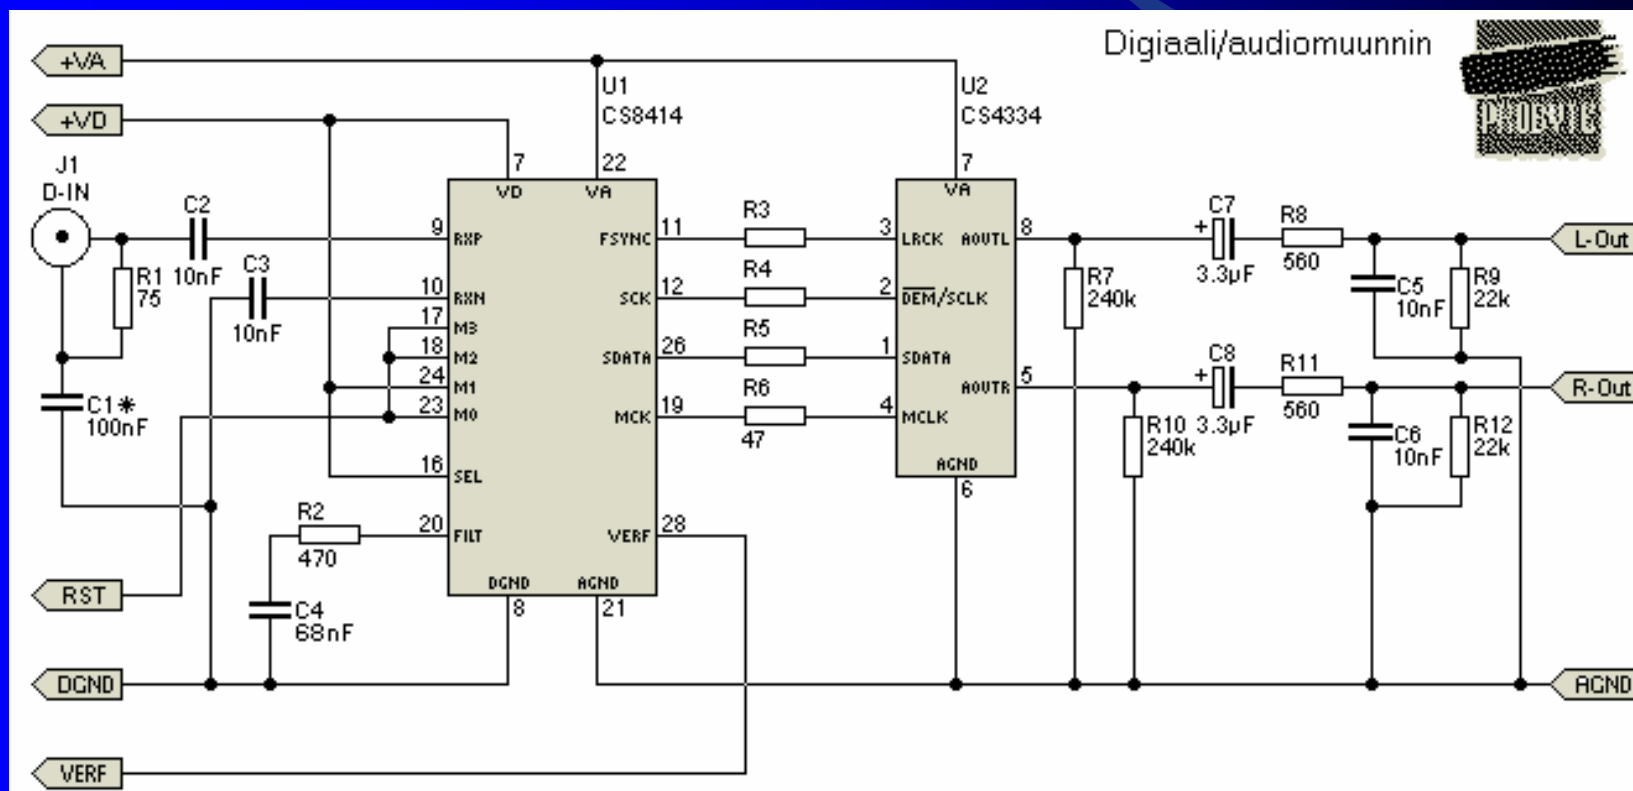 Digiaali/audiomuunnin
+VA
+VD
J1
D-IN
C2
10nF
R1
75
C3
10nF
C1*
100nF
R2
470
C4
68nF
RST
DGND
VERF
U1
CS8414
7
VD
22
VA
9
RXP
10
RXN
17
M3
18
M2
24
M1
23
M0
16
SEL
20
FILT
FSYNC
11
SCK
12
SDATA
26
MCK
19
VERF
28
DGND
8
AGND
21
R3
R4
R5
R6
47
U2
CS4334
7
VA
3
LRCK
2
DEM/SCLK
1
SDATA
4
MCLK
AOUTL
8
AOUTR
5
AGND
6
R7
240k
R10
240k
+
C7
3.3µF
R8
560
C5
10nF
R9
22k
L-Out
+
C8
3.3µF
R11
560
C6
10nF
R12
22k
R-Out
AGND